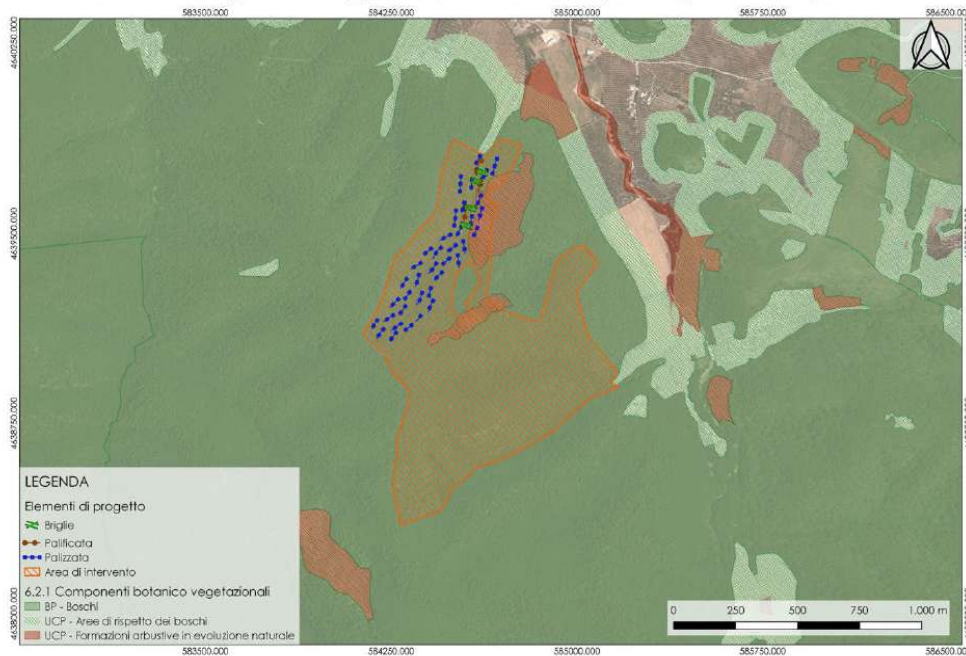 583500.000 584250.000 585000.000 585750.000 586500.000
4640250.000
4639500.000
4638750.000
4638000.000
LEGENDA
Elementi di progetto
Briglie
Palificata
Palizzata
Area di intervento
6.2.1 Componenti botanico vegetazionali
BP - Boschi
UCP - Aree di rispetto dei boschi
UCP - Formazioni arbustive in evoluzione naturale
0 250 500 750 1.000 m
583500.000 584250.000 585000.000 585750.000 586500.000